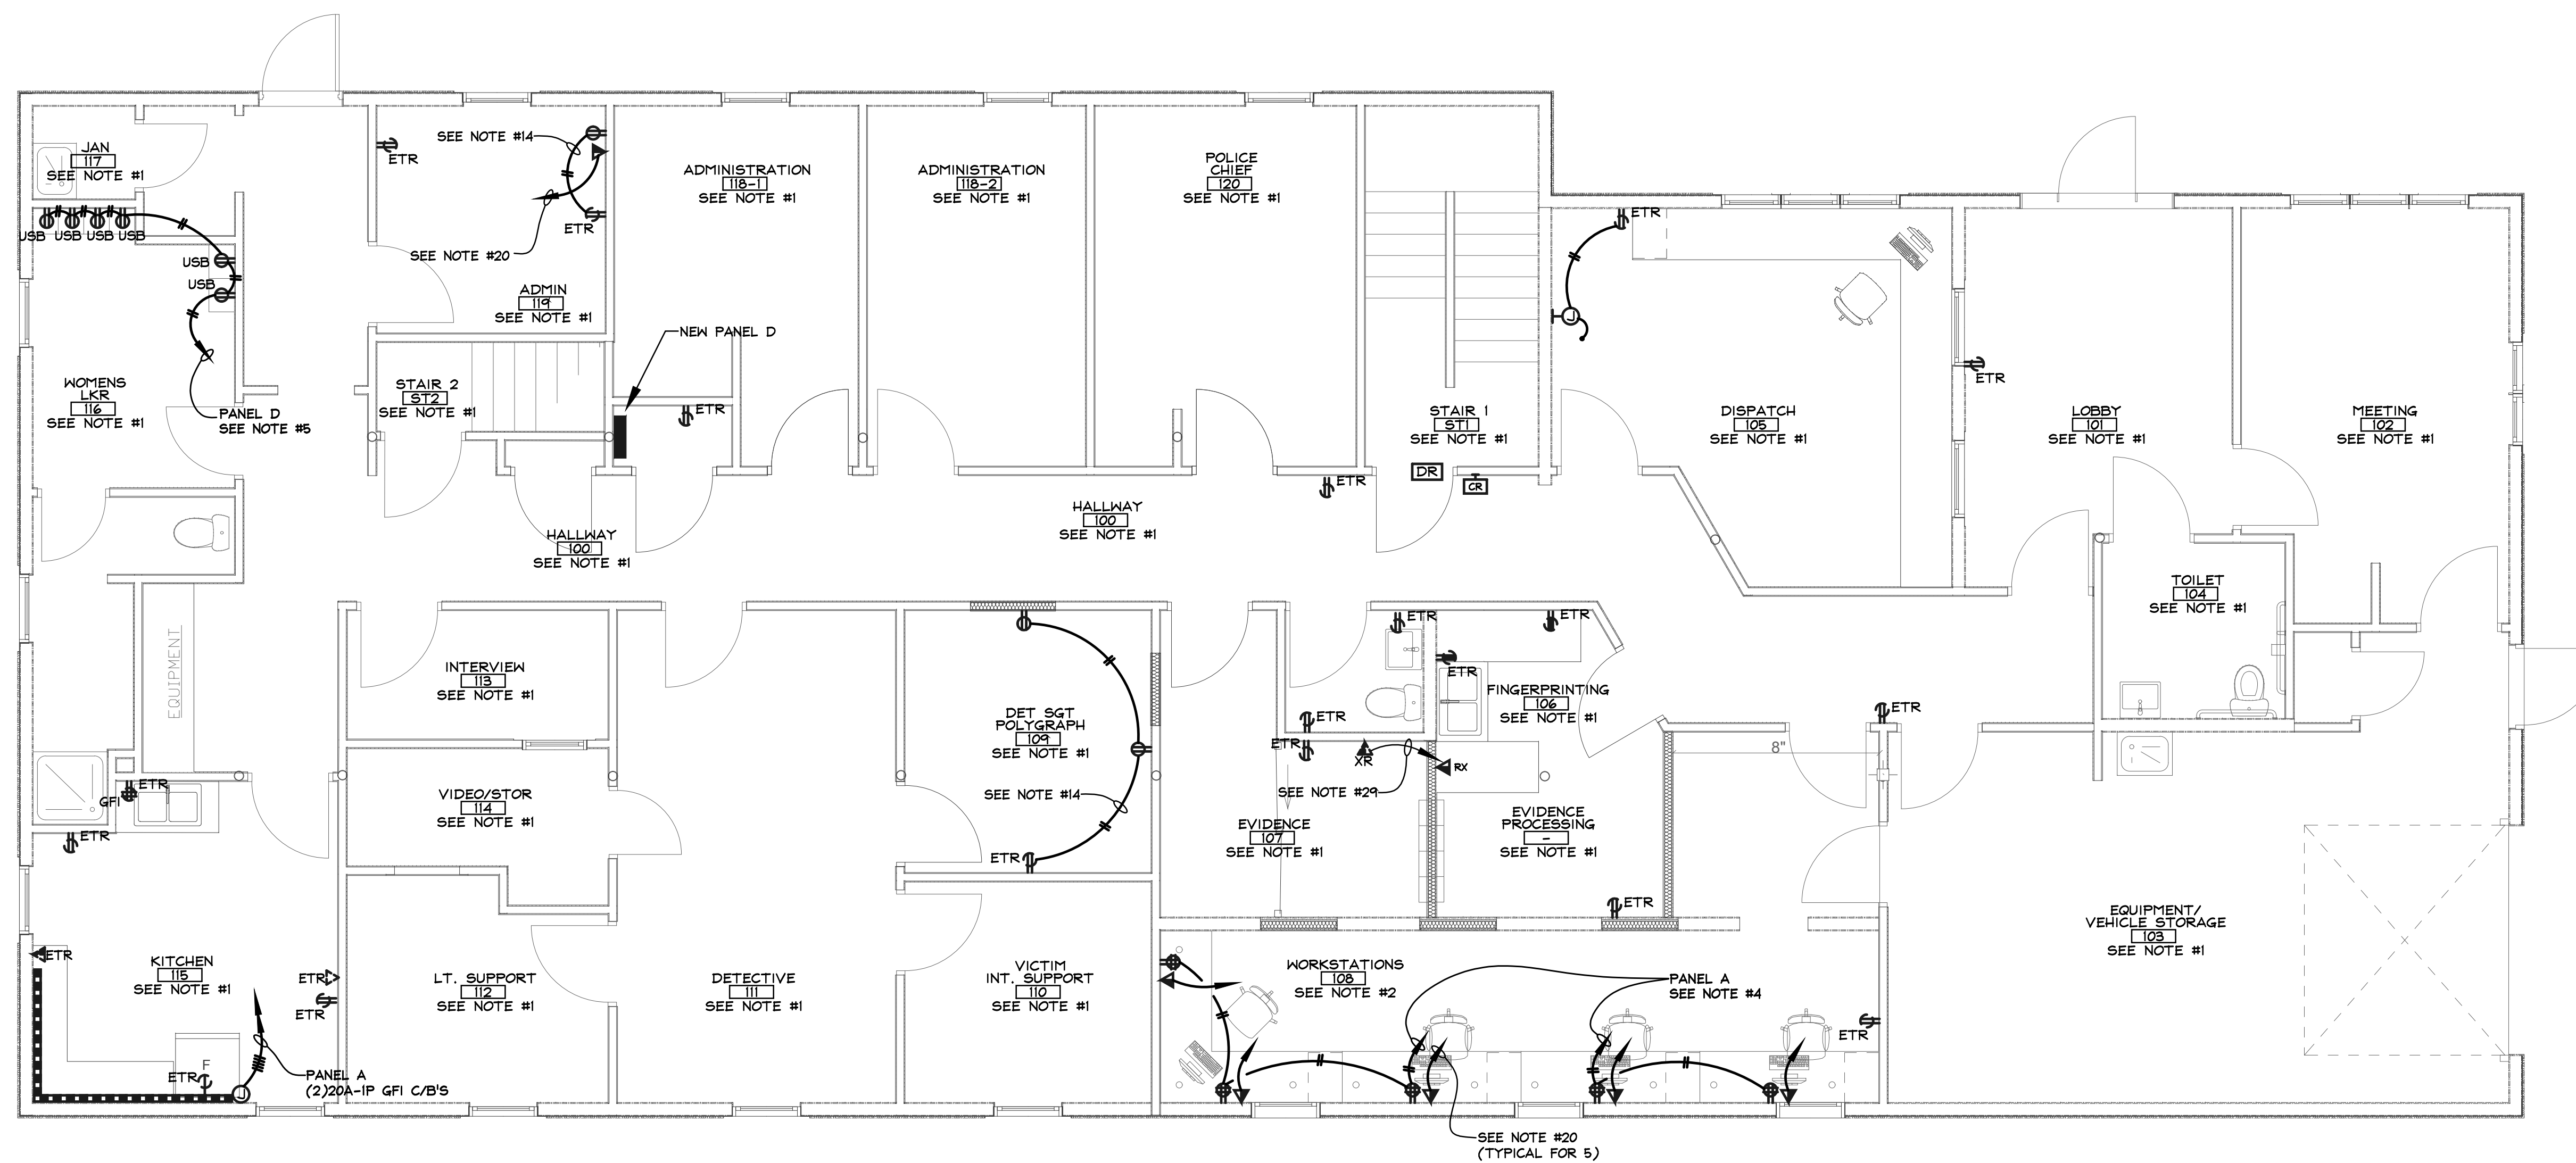 JAN
117
SEE NOTE #1
USB
USB
USB
USB
USB
USB
WOMENS
LKR
116
SEE NOTE #1
PANEL D
SEE NOTE #5
SEE NOTE #14
ETR
ETR
SEE NOTE #20
ADMIN
119
SEE NOTE #1
STAIR 2
ST2
SEE NOTE #1
NEW PANEL D
ETR
ADMINISTRATION
118-1
SEE NOTE #1
ADMINISTRATION
118-2
SEE NOTE #1
POLICE
CHIEF
120
SEE NOTE #1
STAIR 1
ST1
SEE NOTE #1
DR
CR
ETR
ETR
DISPATCH
105
SEE NOTE #1
ETR
LOBBY
101
SEE NOTE #1
MEETING
102
SEE NOTE #1
HALLWAY
100
SEE NOTE #1
HALLWAY
100
SEE NOTE #1
TOILET
104
SEE NOTE #1
EQUIPMENT
INTERVIEW
113
SEE NOTE #1
VIDEO/STOR
114
SEE NOTE #1
DET SGT
POLYGRAPH
109
SEE NOTE #1
SEE NOTE #14
ETR
ETR
ETR
ETR
ETR
ETR
XR
RX
SEE NOTE #29
FINGERPRINTING
106
SEE NOTE #1
EVIDENCE
107
SEE NOTE #1
EVIDENCE
PROCESSING
-
SEE NOTE #1
ETR
ETR
8"
EQUIPMENT/
VEHICLE STORAGE
103
SEE NOTE #1
ETR
GFI
ETR
ETR
KITCHEN
115
SEE NOTE #1
ETR
ETR
F
ETR
PANEL A
(2)20A-1P GFI C/B'S
LT. SUPPORT
112
SEE NOTE #1
DETECTIVE
111
SEE NOTE #1
VICTIM
INT. SUPPORT
110
SEE NOTE #1
WORKSTATIONS
108
SEE NOTE #2
PANEL A
SEE NOTE #4
ETR
SEE NOTE #20
(TYPICAL FOR 5)